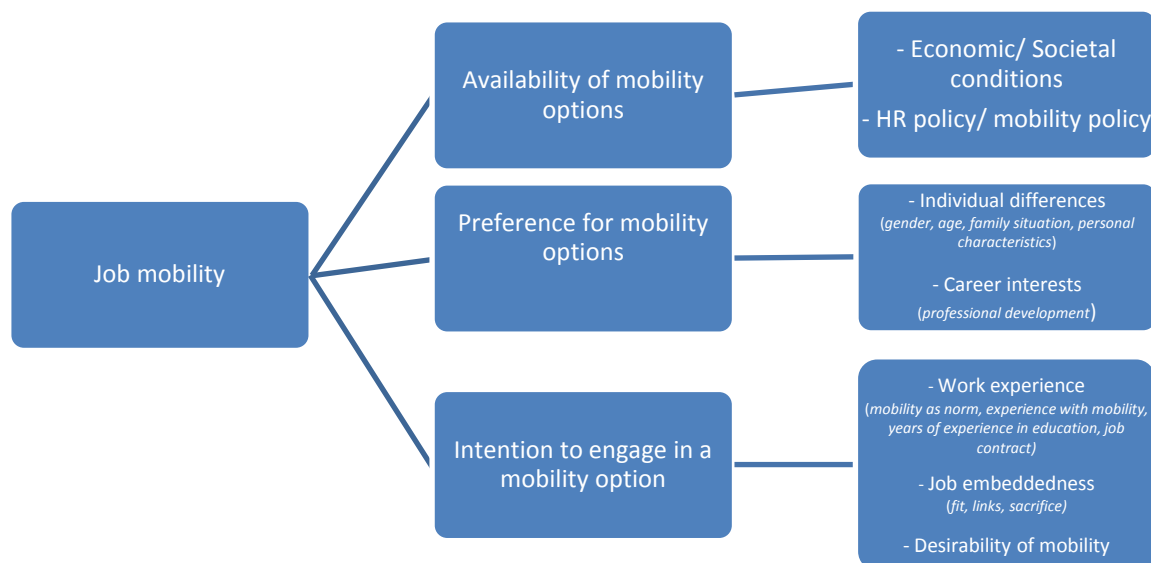 Job mobility
Availability of mobility
options
- Economic/ Societal
conditions
- HR policy/ mobility policy
Preference for mobility
options
- Individual differences
(gender, age, family situation, personal
characteristics)
- Career interests
(professional development)
Intention to engage in a
mobility option
- Work experience
(mobility as norm, experience with mobility,
years of experience in education, job
contract)
- Job embeddedness
(fit, links, sacrifice)
- Desirability of mobility